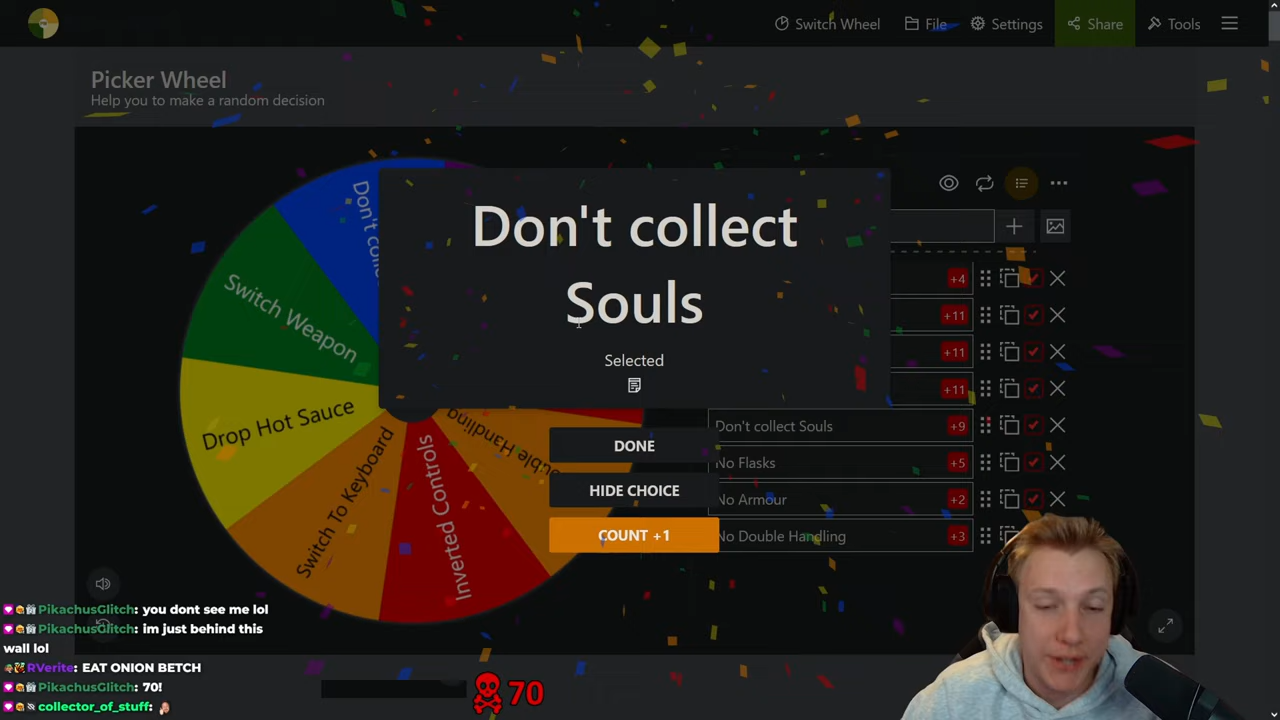 Switch Wheel
File
Settings
Share
Tools
Picker Wheel
Help you to make a random decision
Don't collect
Souls
Selected
DONE
HIDE CHOICE
COUNT +1
+4
+11
+11
+11
Don't collect Souls +9
No Flasks +5
No Armour +2
No Double Handling +3
Don't
Switch Weapon
Drop Hot Sauce
Switch To Keyboard
Inverted Controls
Handling
PikachusGlitch: you dont see me lol
PikachusGlitch: im just behind this
wall lol
RVerite: EAT ONION BETCH
PikachusGlitch: 70!
collector_of_stuff:
70